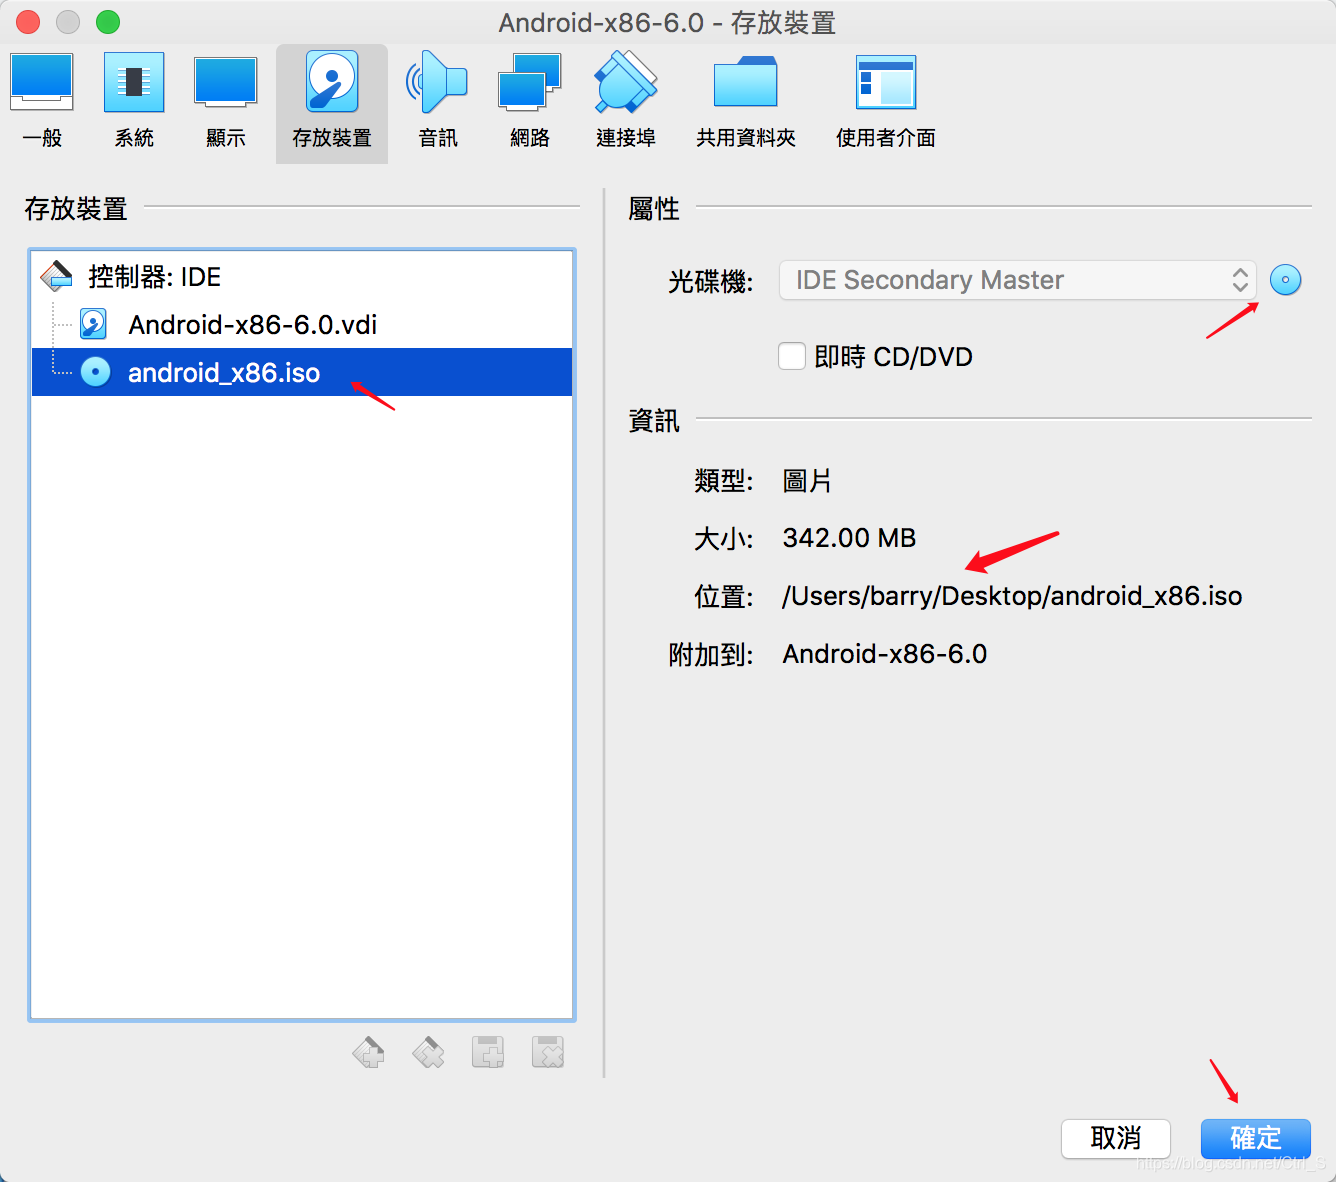 Android-x86-6.0 - 存放裝置
一般 系統 顯示 存放裝置 音訊 網路 連接埠 共用資料夾 使用者介面
存放裝置
控制器: IDE
Android-x86-6.0.vdi
android_x86.iso
屬性
光碟機: IDE Secondary Master
即時 CD/DVD
資訊
類型: 圖片
大小: 342.00 MB
位置: /Users/barry/Desktop/android_x86.iso
附加到: Android-x86-6.0
取消 確定
https://blog.csdn.net/Ctrl_S